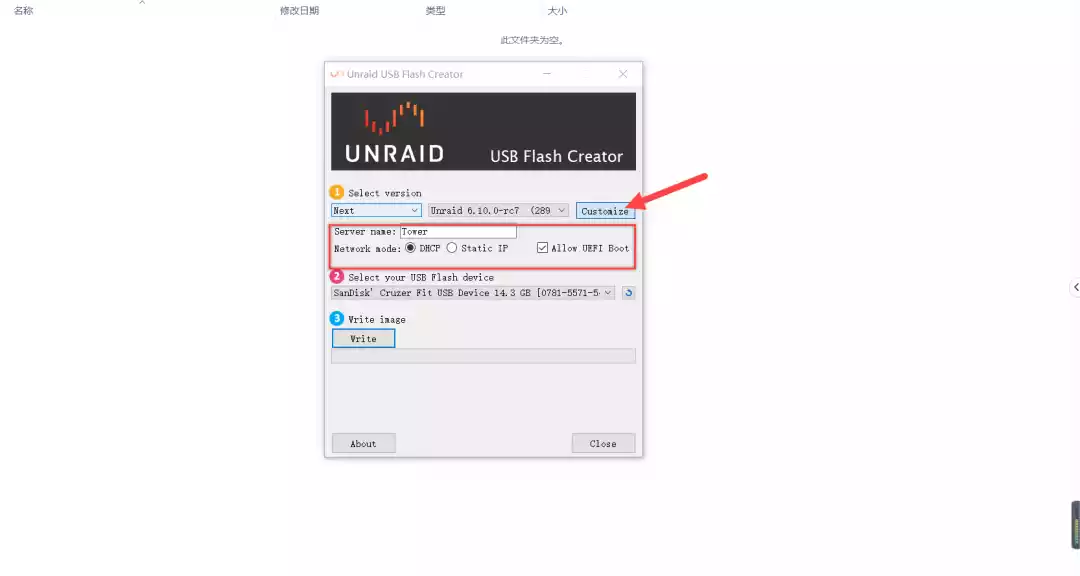 名称 修改日期 类型 大小
此文件夹为空。
Unraid USB Flash Creator
UNRAID USB Flash Creator
1 Select version
Next Unraid 6.10.0-rc7 (289 Customize
Server name: Tower
Network mode: DHCP Static IP Allow UEFI Boot
2 Select your USB Flash device
SanDisk' Cruzer Fit USB Device 14.3 GB [0781-5571-5
3 Write image
Write
About Close